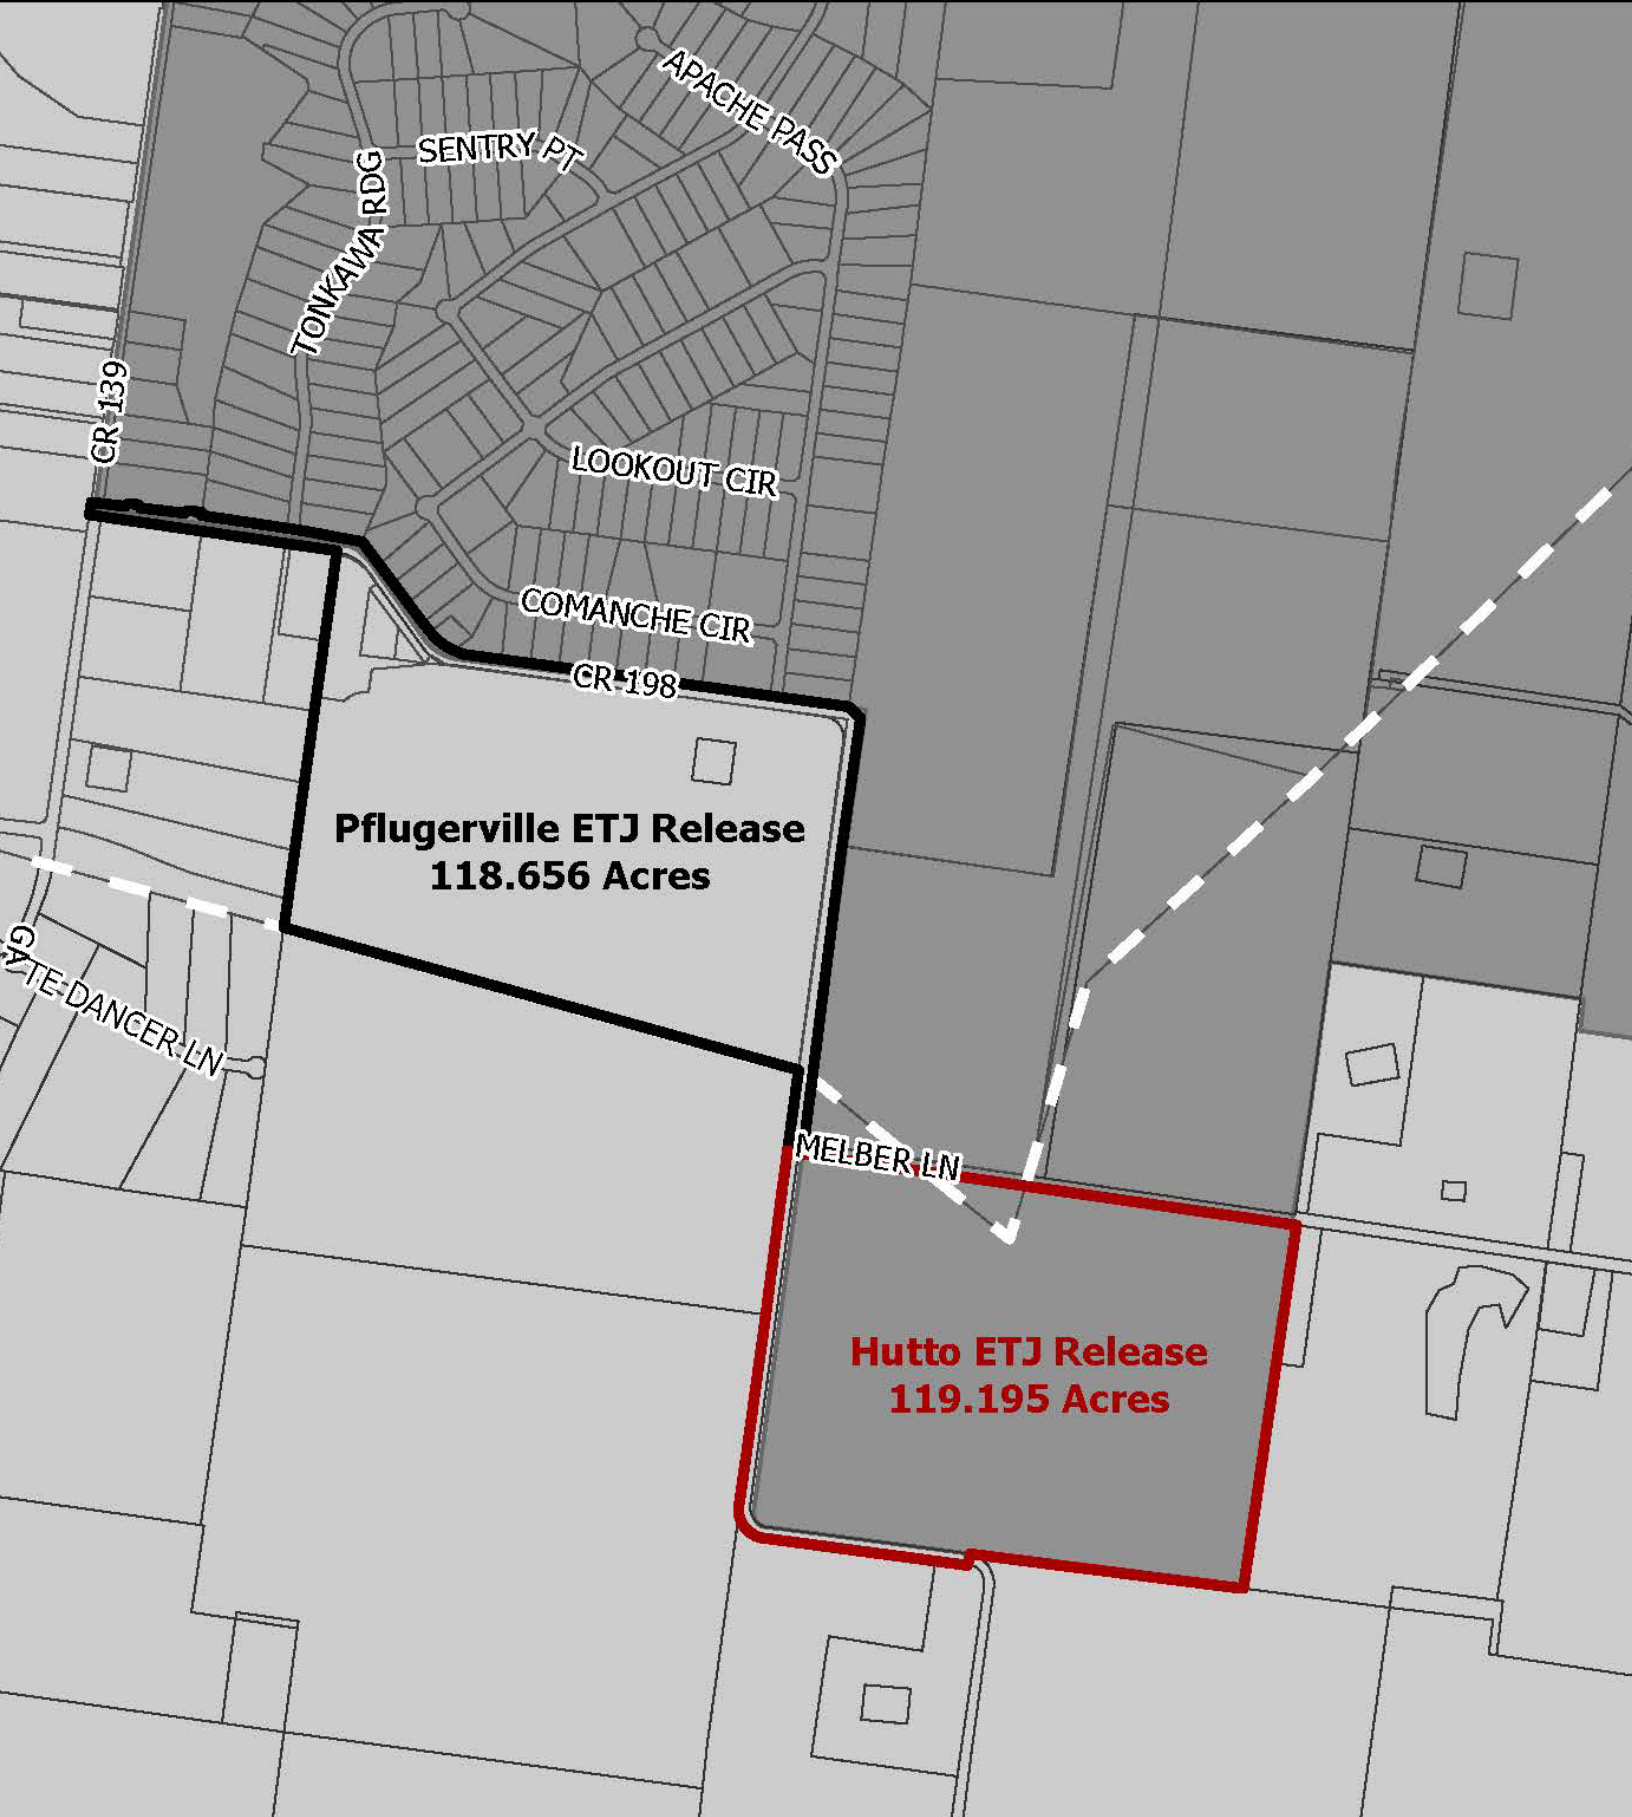 APACHE PASS
SENTRY PT
TONKAWA RDG
CR 139
LOOKOUT CIR
COMANCHE CIR
CR 198
Pflugerville ETJ Release
118.656 Acres
GATE DANCER LN
MELBER LN
Hutto ETJ Release
119.195 Acres